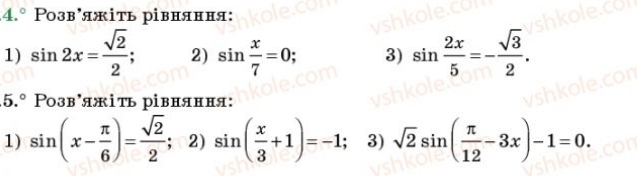 .4.° Розв’яжіть рівняння:
1) sin 2x = √2/2; 2) sin x/7 = 0; 3) sin 2x/5 = −√3/2.
.5.° Розв’яжіть рівняння:
1) sin(x − π/6) = √2/2; 2) sin(x/3 + 1) = −1; 3) √2 sin(π/12 − 3x) − 1 = 0.